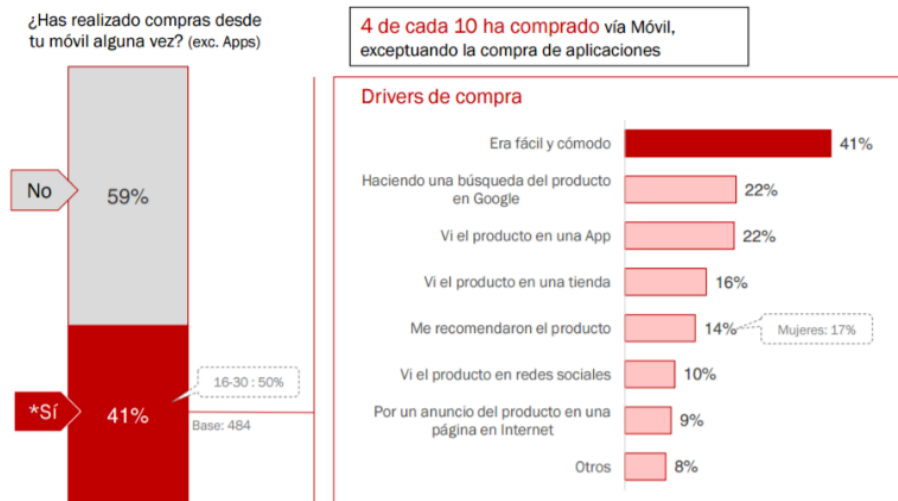 ¿Has realizado compras desde
tu móvil alguna vez? (exc. Apps)
4 de cada 10 ha comprado vía Móvil,
exceptuando la compra de aplicaciones
No
59%
*Sí
41%
16-30 : 50%
Base: 484
Drivers de compra
Era fácil y cómodo
41%
Haciendo una búsqueda del producto
en Google
22%
Vi el producto en una App
22%
Vi el producto en una tienda
16%
Me recomendaron el producto
14%
Mujeres: 17%
Vi el producto en redes sociales
10%
Por un anuncio del producto en una
página en Internet
9%
Otros
8%